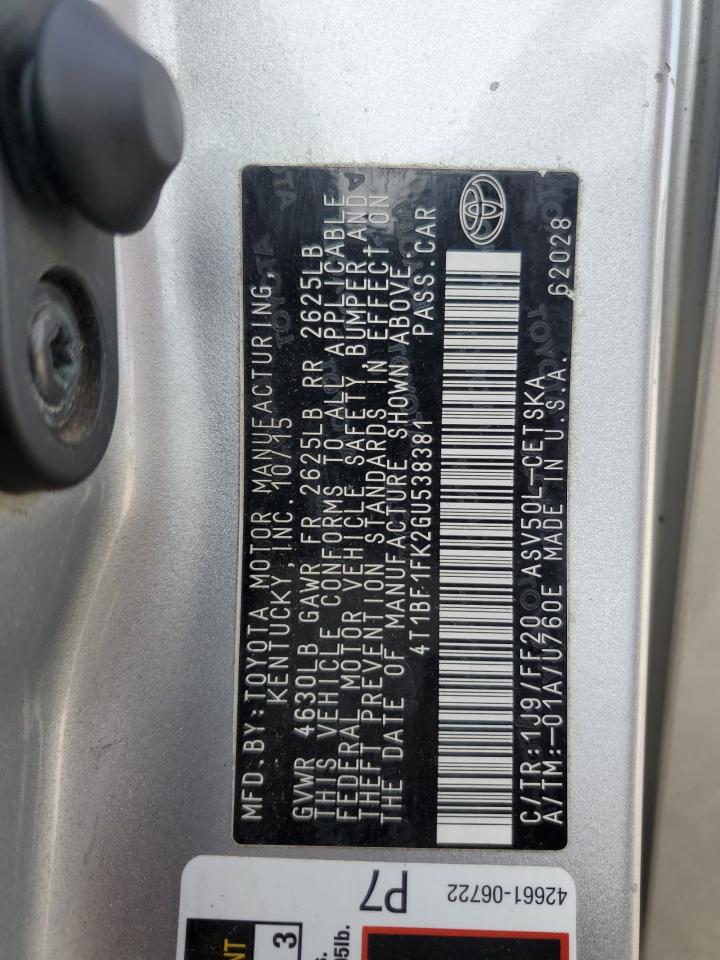 MFD.BY:TOYOTA MOTOR MANUFACTURING,
KENTUCKY,INC. 10/15
GVWR 4630LB GAWR FR 2625LB RR 2625LB
THIS VEHICLE CONFORMS TO ALL APPLICABLE
FEDERAL MOTOR VEHICLE SAFETY, BUMPER AND
THEFT PREVENTION STANDARDS IN EFFECT ON
THE DATE OF MANUFACTURE SHOWN ABOVE.
4T1BF1FK2GU538381 PASS.CAR
C/TR:1J9/FF20 ASV50L-CETSKA
A/TM:-01A/U760E MADE IN U.S.A. 62028
P7
42661-06722
3